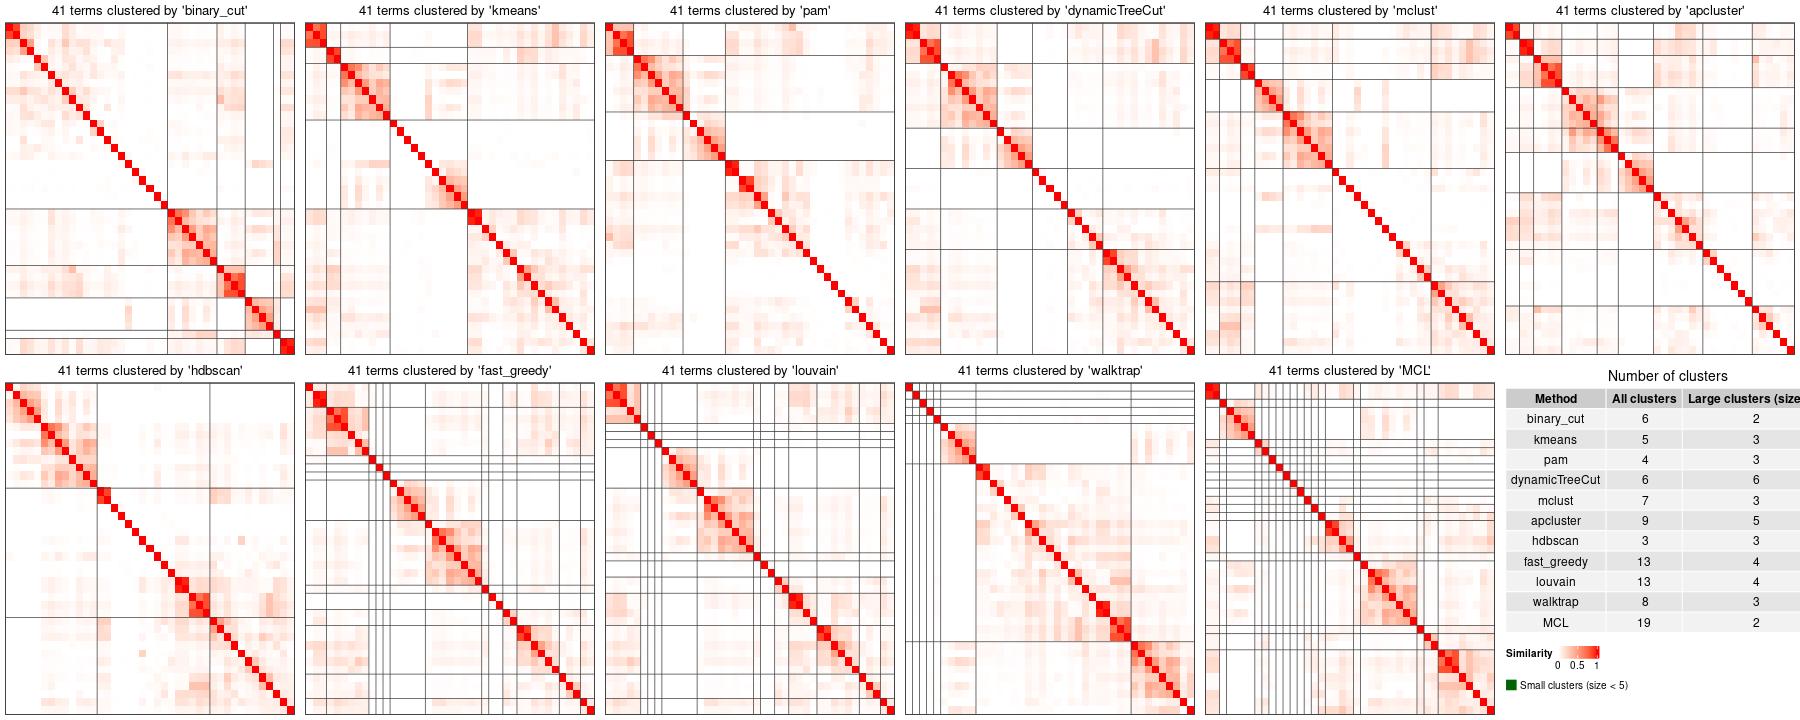 41 terms clustered by 'binary_cut'
41 terms clustered by 'kmeans'
41 terms clustered by 'pam'
41 terms clustered by 'dynamicTreeCut'
41 terms clustered by 'mclust'
41 terms clustered by 'apcluster'
41 terms clustered by 'hdbscan'
41 terms clustered by 'fast_greedy'
41 terms clustered by 'louvain'
41 terms clustered by 'walktrap'
41 terms clustered by 'MCL'
Number of clusters
Method All clusters Large clusters (size
binary_cut 6 2
kmeans 5 3
pam 4 3
dynamicTreeCut 6 6
mclust 7 3
apcluster 9 5
hdbscan 3 3
fast_greedy 13 4
louvain 13 4
walktrap 8 3
MCL 19 2
Similarity
0 0.5 1
Small clusters (size < 5)